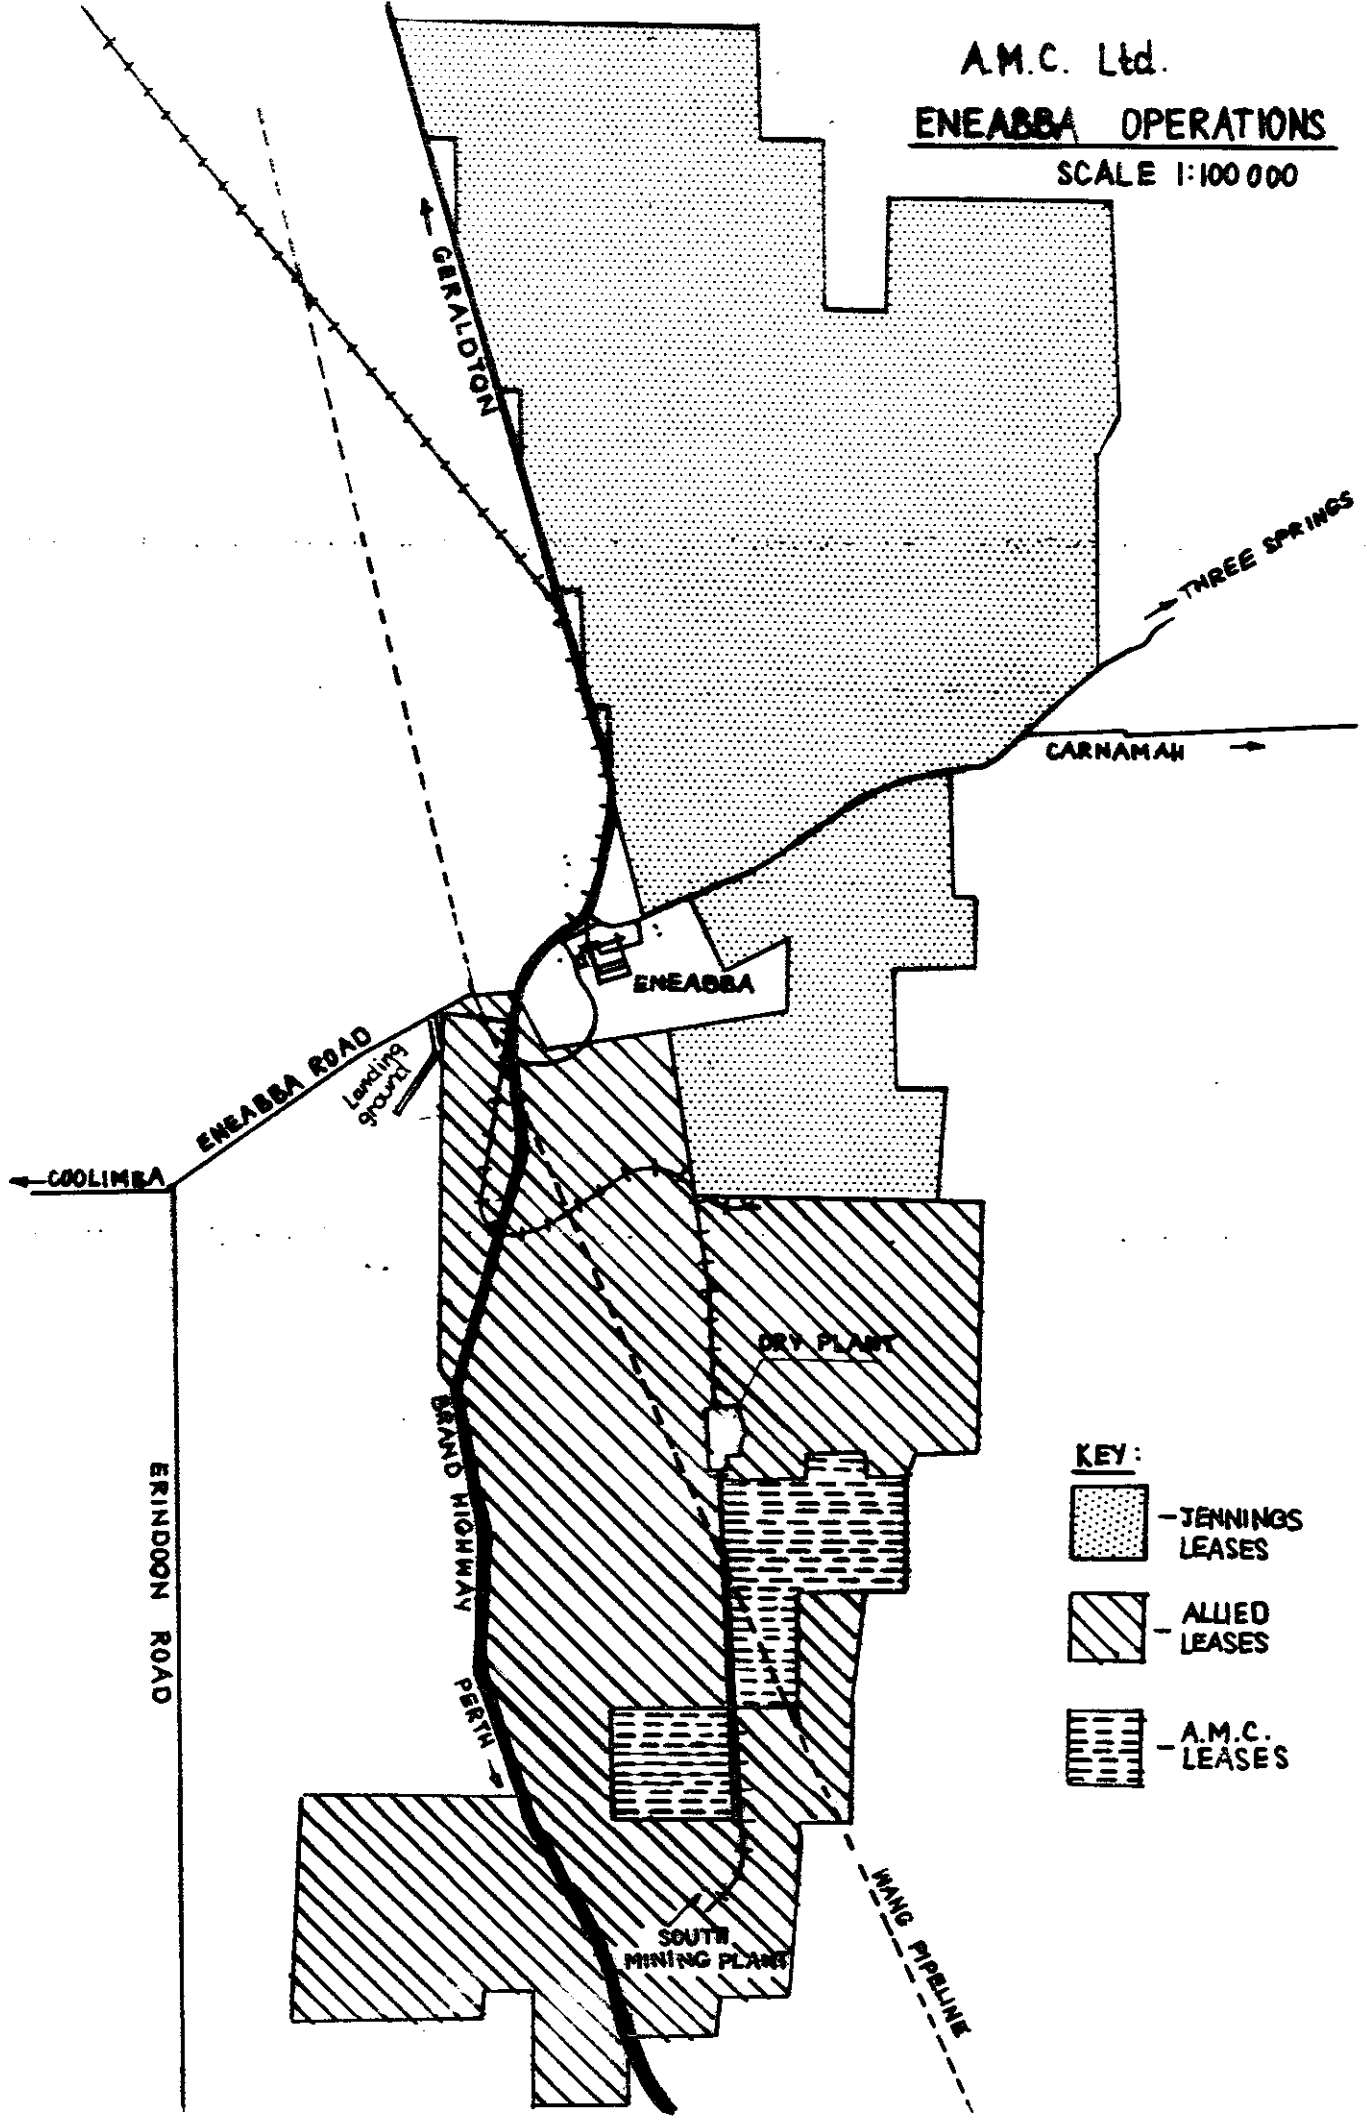 A.M.C. Ltd.
ENEABBA OPERATIONS
SCALE 1:100 000
GERALDTON
THREE SPRINGS
CARNAMAH
ENEABBA
ENEABBA ROAD
Landing
ground
COOLIMBA
DRY PLANT
BRAND HIGHWAY
ERINDOON ROAD
PERTH
KEY:
- JENNINGS
LEASES
- ALLIED
LEASES
- A.M.C.
LEASES
WANG PIPELINE
SOUTH
MINING PLANT